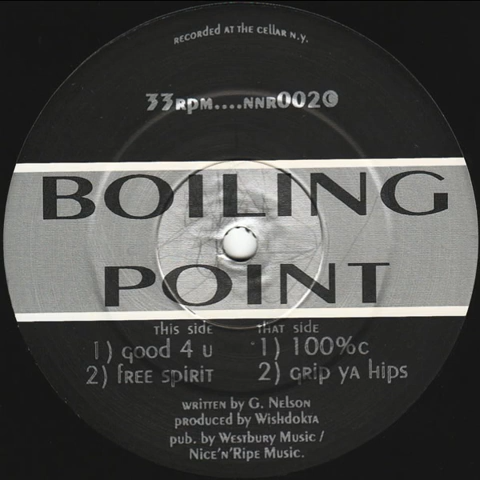 RECORDED AT THE CELLAR N.Y.
33RPM....NNR002©
BOILING
POINT
THIS SIDE
1) GOOD 4 U
2) FREE SPIRIT
THAT SIDE
1) 100%C
2) GRIP YA HIPS
WRITTEN by G. NELSON
PRODUCED by WISHDOKTA
PUB. by WESTBURY MUSIC /
NICE'N'RIPE MUSIC.